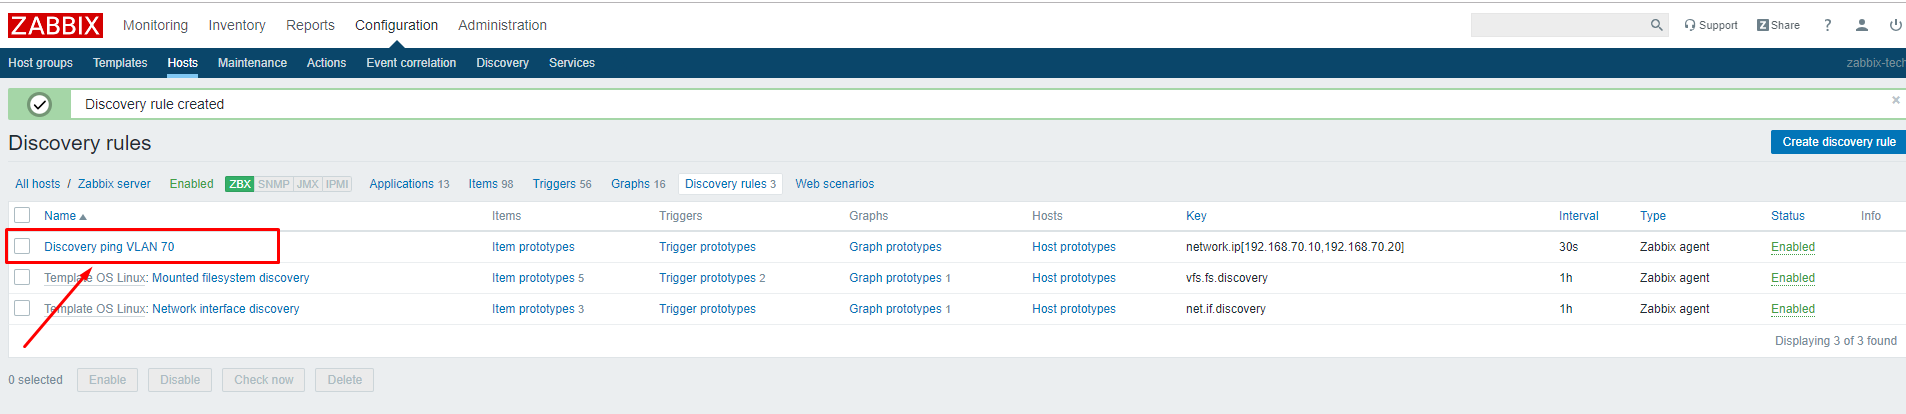 ZABBIX Monitoring Inventory Reports Configuration Administration Support Z Share ?
Host groups Templates Hosts Maintenance Actions Event correlation Discovery Services zabbix-tech
Discovery rule created ×
Discovery rules Create discovery rule
All hosts / Zabbix server Enabled ZBX SNMP JMX IPMI Applications 13 Items 98 Triggers 56 Graphs 16 Discovery rules 3 Web scenarios
Name Items Triggers Graphs Hosts Key Interval Type Status Info
Discovery ping VLAN 70 Item prototypes Trigger prototypes Graph prototypes Host prototypes network.ip[192.168.70.10,192.168.70.20] 30s Zabbix agent Enabled
Template OS Linux: Mounted filesystem discovery Item prototypes 5 Trigger prototypes 2 Graph prototypes 1 Host prototypes vfs.fs.discovery 1h Zabbix agent Enabled
Template OS Linux: Network interface discovery Item prototypes 3 Trigger prototypes Graph prototypes 1 Host prototypes net.if.discovery 1h Zabbix agent Enabled
Displaying 3 of 3 found
0 selected Enable Disable Check now Delete